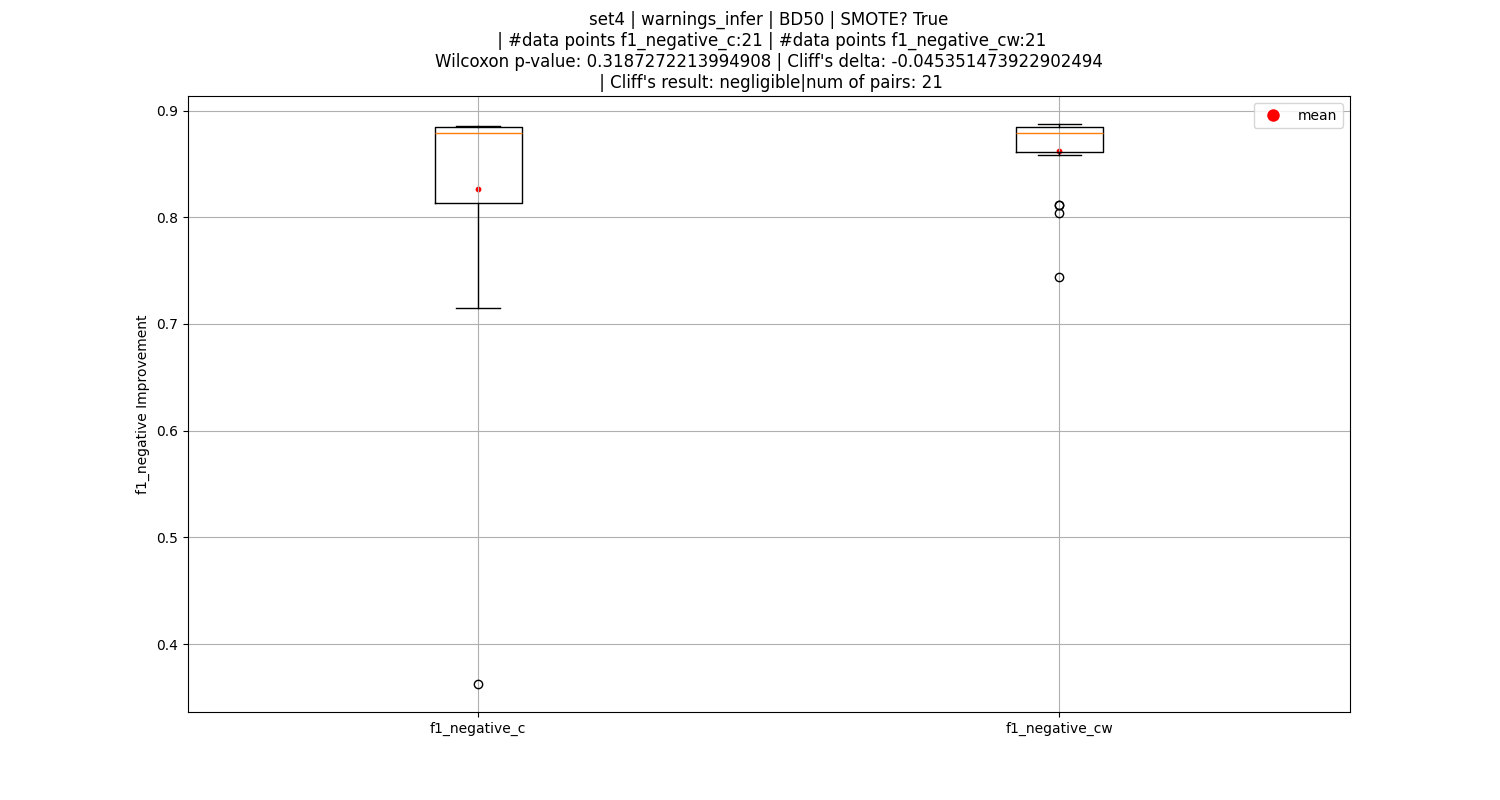 set4 | warnings_infer | BD50 | SMOTE? True
| #data points f1_negative_c:21 | #data points f1_negative_cw:21
Wilcoxon p-value: 0.3187272213994908 | Cliff's delta: -0.045351473922902494
| Cliff's result: negligible|num of pairs: 21
mean
0.9
0.8
0.7
0.6
0.5
0.4
f1_negative Improvement
f1_negative_c
f1_negative_cw